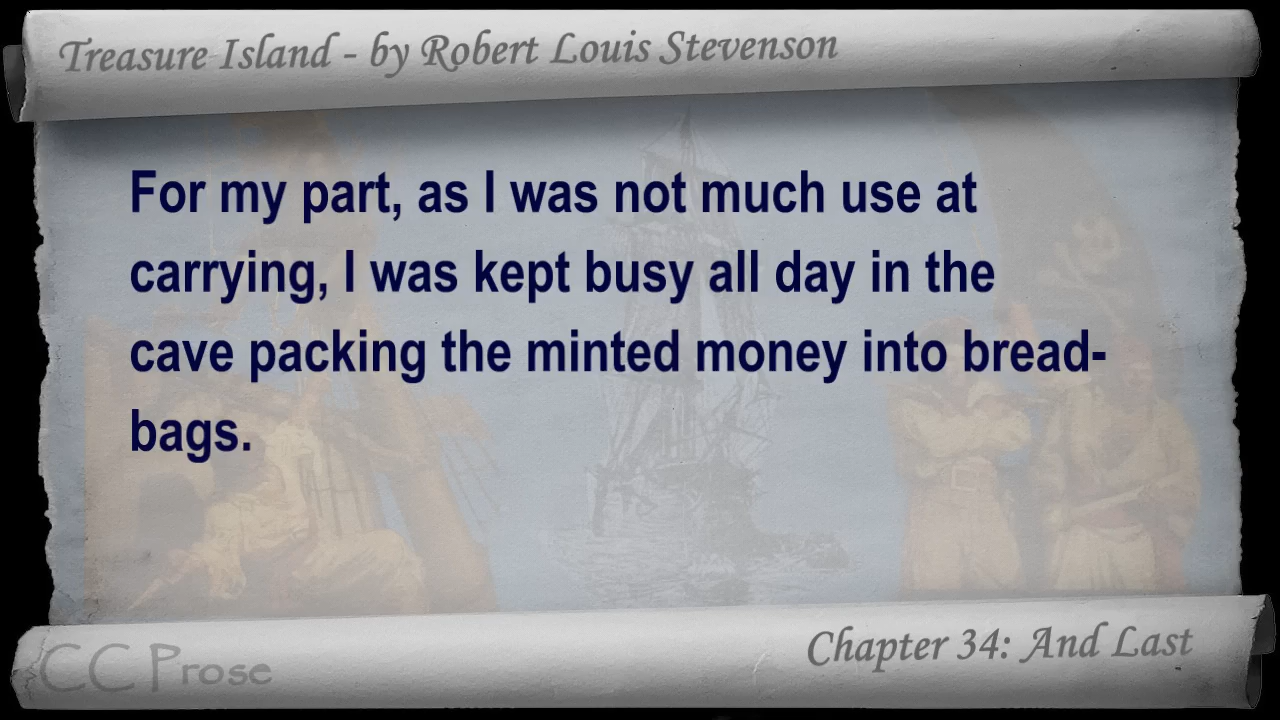 Treasure Island - by Robert Louis Stevenson
For my part, as I was not much use at
carrying, I was kept busy all day in the
cave packing the minted money into bread-
bags.
Chapter 34: And Last
CC Prose